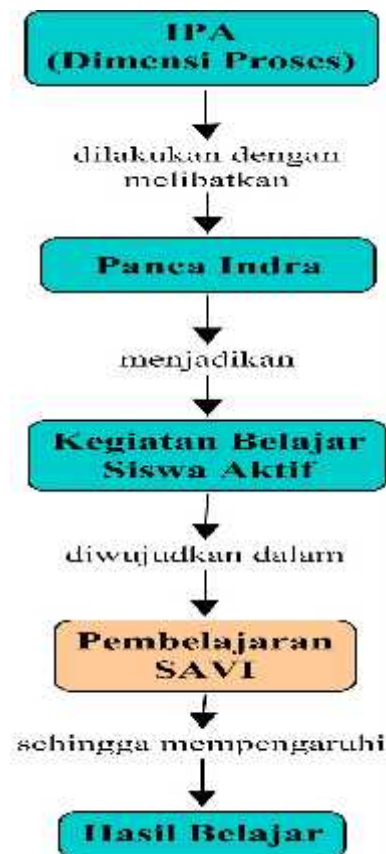 IPA
(Dimensi Proses)
dilakukan dengan
melibatkan
Panca Indra
menjadikan
Kegiatan Belajar
Siswa Aktif
diwujudkan dalam
Pembelajaran
SAVI
sehingga mempengaruhi
Hasil Belajar